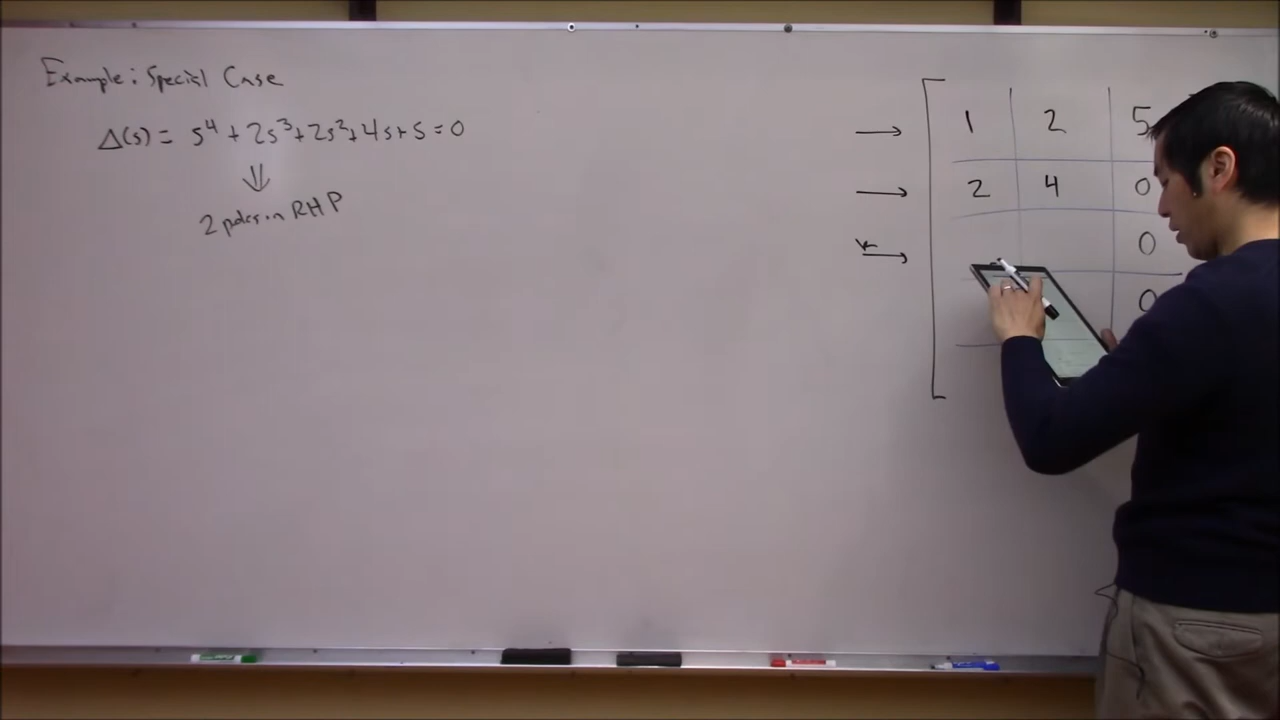 Example: Special Case
Δ(s) = s⁴ + 2s³ + 2s² + 4s + 5 = 0
⇓
2 poles in RHP
→ 1 2 5
→ 2 4 0
k → 0
0